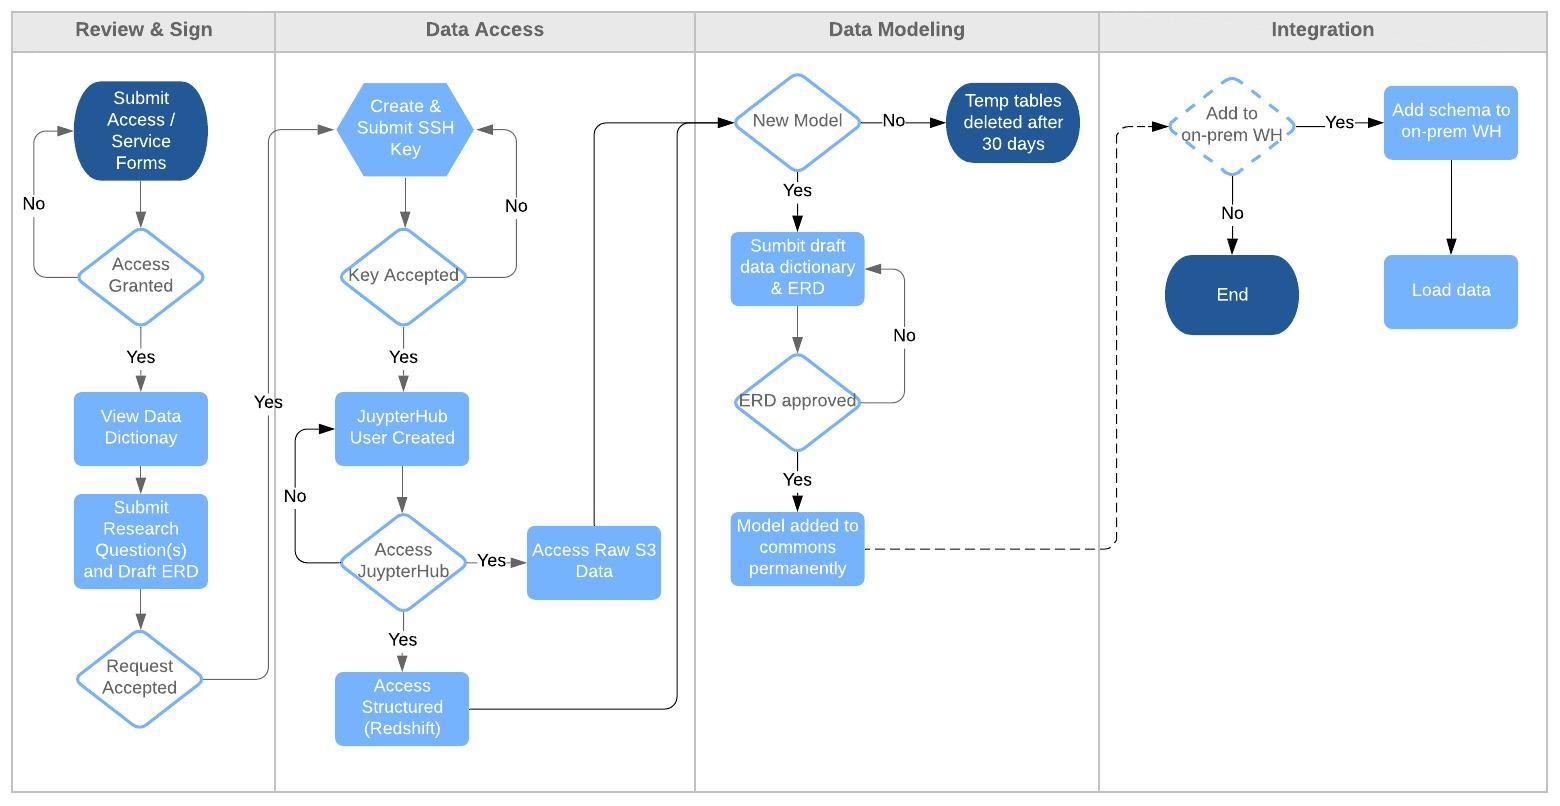 Review & Sign
Data Access
Data Modeling
Integration
Submit
Access /
Service
Forms
No
Access
Granted
Yes
View Data
Dictionay
Submit
Research
Question(s)
and Draft ERD
Request
Accepted
Yes
Create &
Submit SSH
Key
No
Key Accepted
Yes
JuypterHub
User Created
No
Access
JuypterHub
Yes
Access Raw S3
Data
Yes
Access
Structured
(Redshift)
New Model
No
Temp tables
deleted after
30 days
Yes
Sumbit draft
data dictionary
& ERD
No
ERD approved
Yes
Model added to
commons
permanently
Add to
on-prem WH
Yes
Add schema to
on-prem WH
No
End
Load data